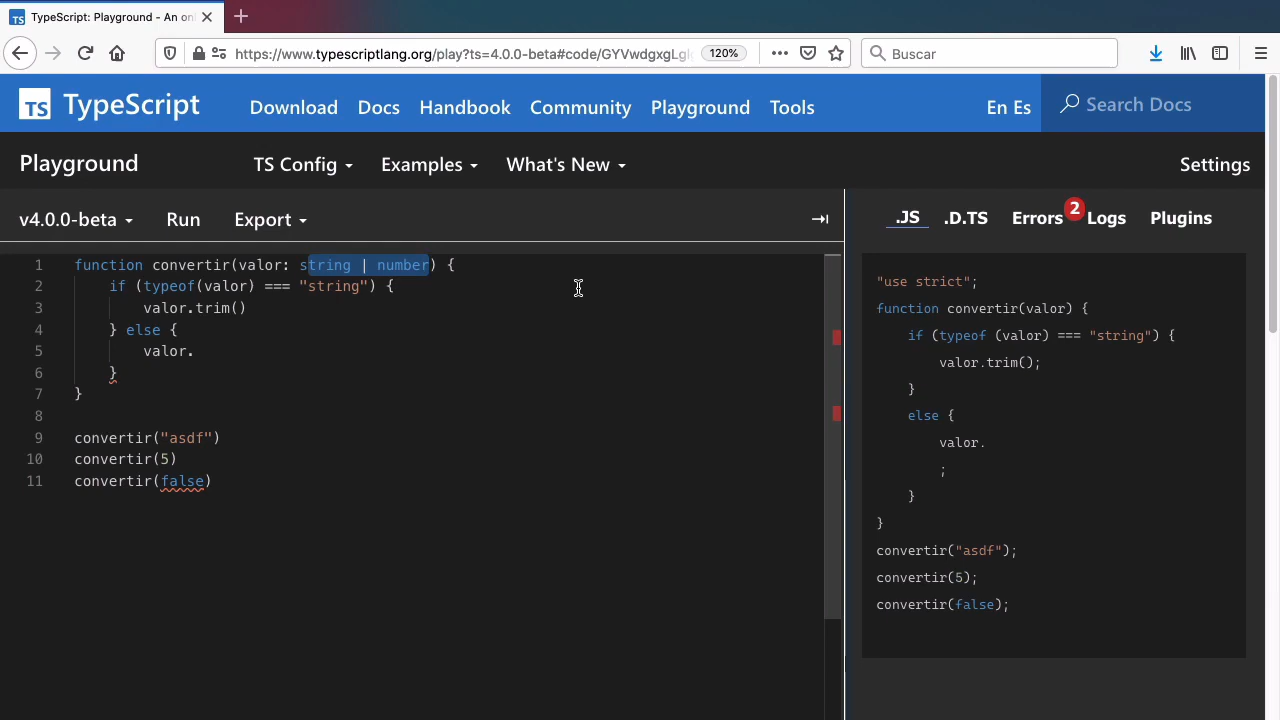 TypeScript: Playground - An on
https://www.typescriptlang.org/play?ts=4.0.0-beta#code/GYVwdgxgLglg
120%
Buscar
TS TypeScript
Download Docs Handbook Community Playground Tools
En Es
Search Docs
Playground
TS Config Examples What's New
Settings
v4.0.0-beta Run Export
.JS .D.TS Errors 2 Logs Plugins
1 function convertir(valor: string | number) {
2 if (typeof(valor) === "string") {
3 valor.trim()
4 } else {
5 valor.
6 }
7 }
8
9 convertir("asdf")
10 convertir(5)
11 convertir(false)
"use strict";
function convertir(valor) {
if (typeof (valor) === "string") {
valor.trim();
}
else {
valor.
;
}
}
convertir("asdf");
convertir(5);
convertir(false);